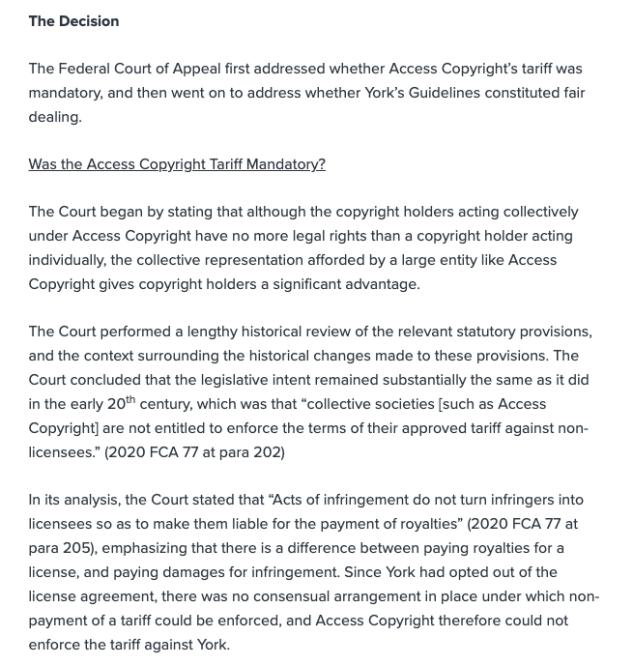 The Decision
The Federal Court of Appeal first addressed whether Access Copyright’s tariff was
mandatory, and then went on to address whether York’s Guidelines constituted fair
dealing.
Was the Access Copyright Tariff Mandatory?
The Court began by stating that although the copyright holders acting collectively
under Access Copyright have no more legal rights than a copyright holder acting
individually, the collective representation afforded by a large entity like Access
Copyright gives copyright holders a significant advantage.
The Court performed a lengthy historical review of the relevant statutory provisions,
and the context surrounding the historical changes made to these provisions. The
Court concluded that the legislative intent remained substantially the same as it did
in the early 20th century, which was that “collective societies [such as Access
Copyright] are not entitled to enforce the terms of their approved tariff against non-
licensees.” (2020 FCA 77 at para 202)
In its analysis, the Court stated that “Acts of infringement do not turn infringers into
licensees so as to make them liable for the payment of royalties” (2020 FCA 77 at
para 205), emphasizing that there is a difference between paying royalties for a
license, and paying damages for infringement. Since York had opted out of the
license agreement, there was no consensual arrangement in place under which non-
payment of a tariff could be enforced, and Access Copyright therefore could not
enforce the tariff against York.